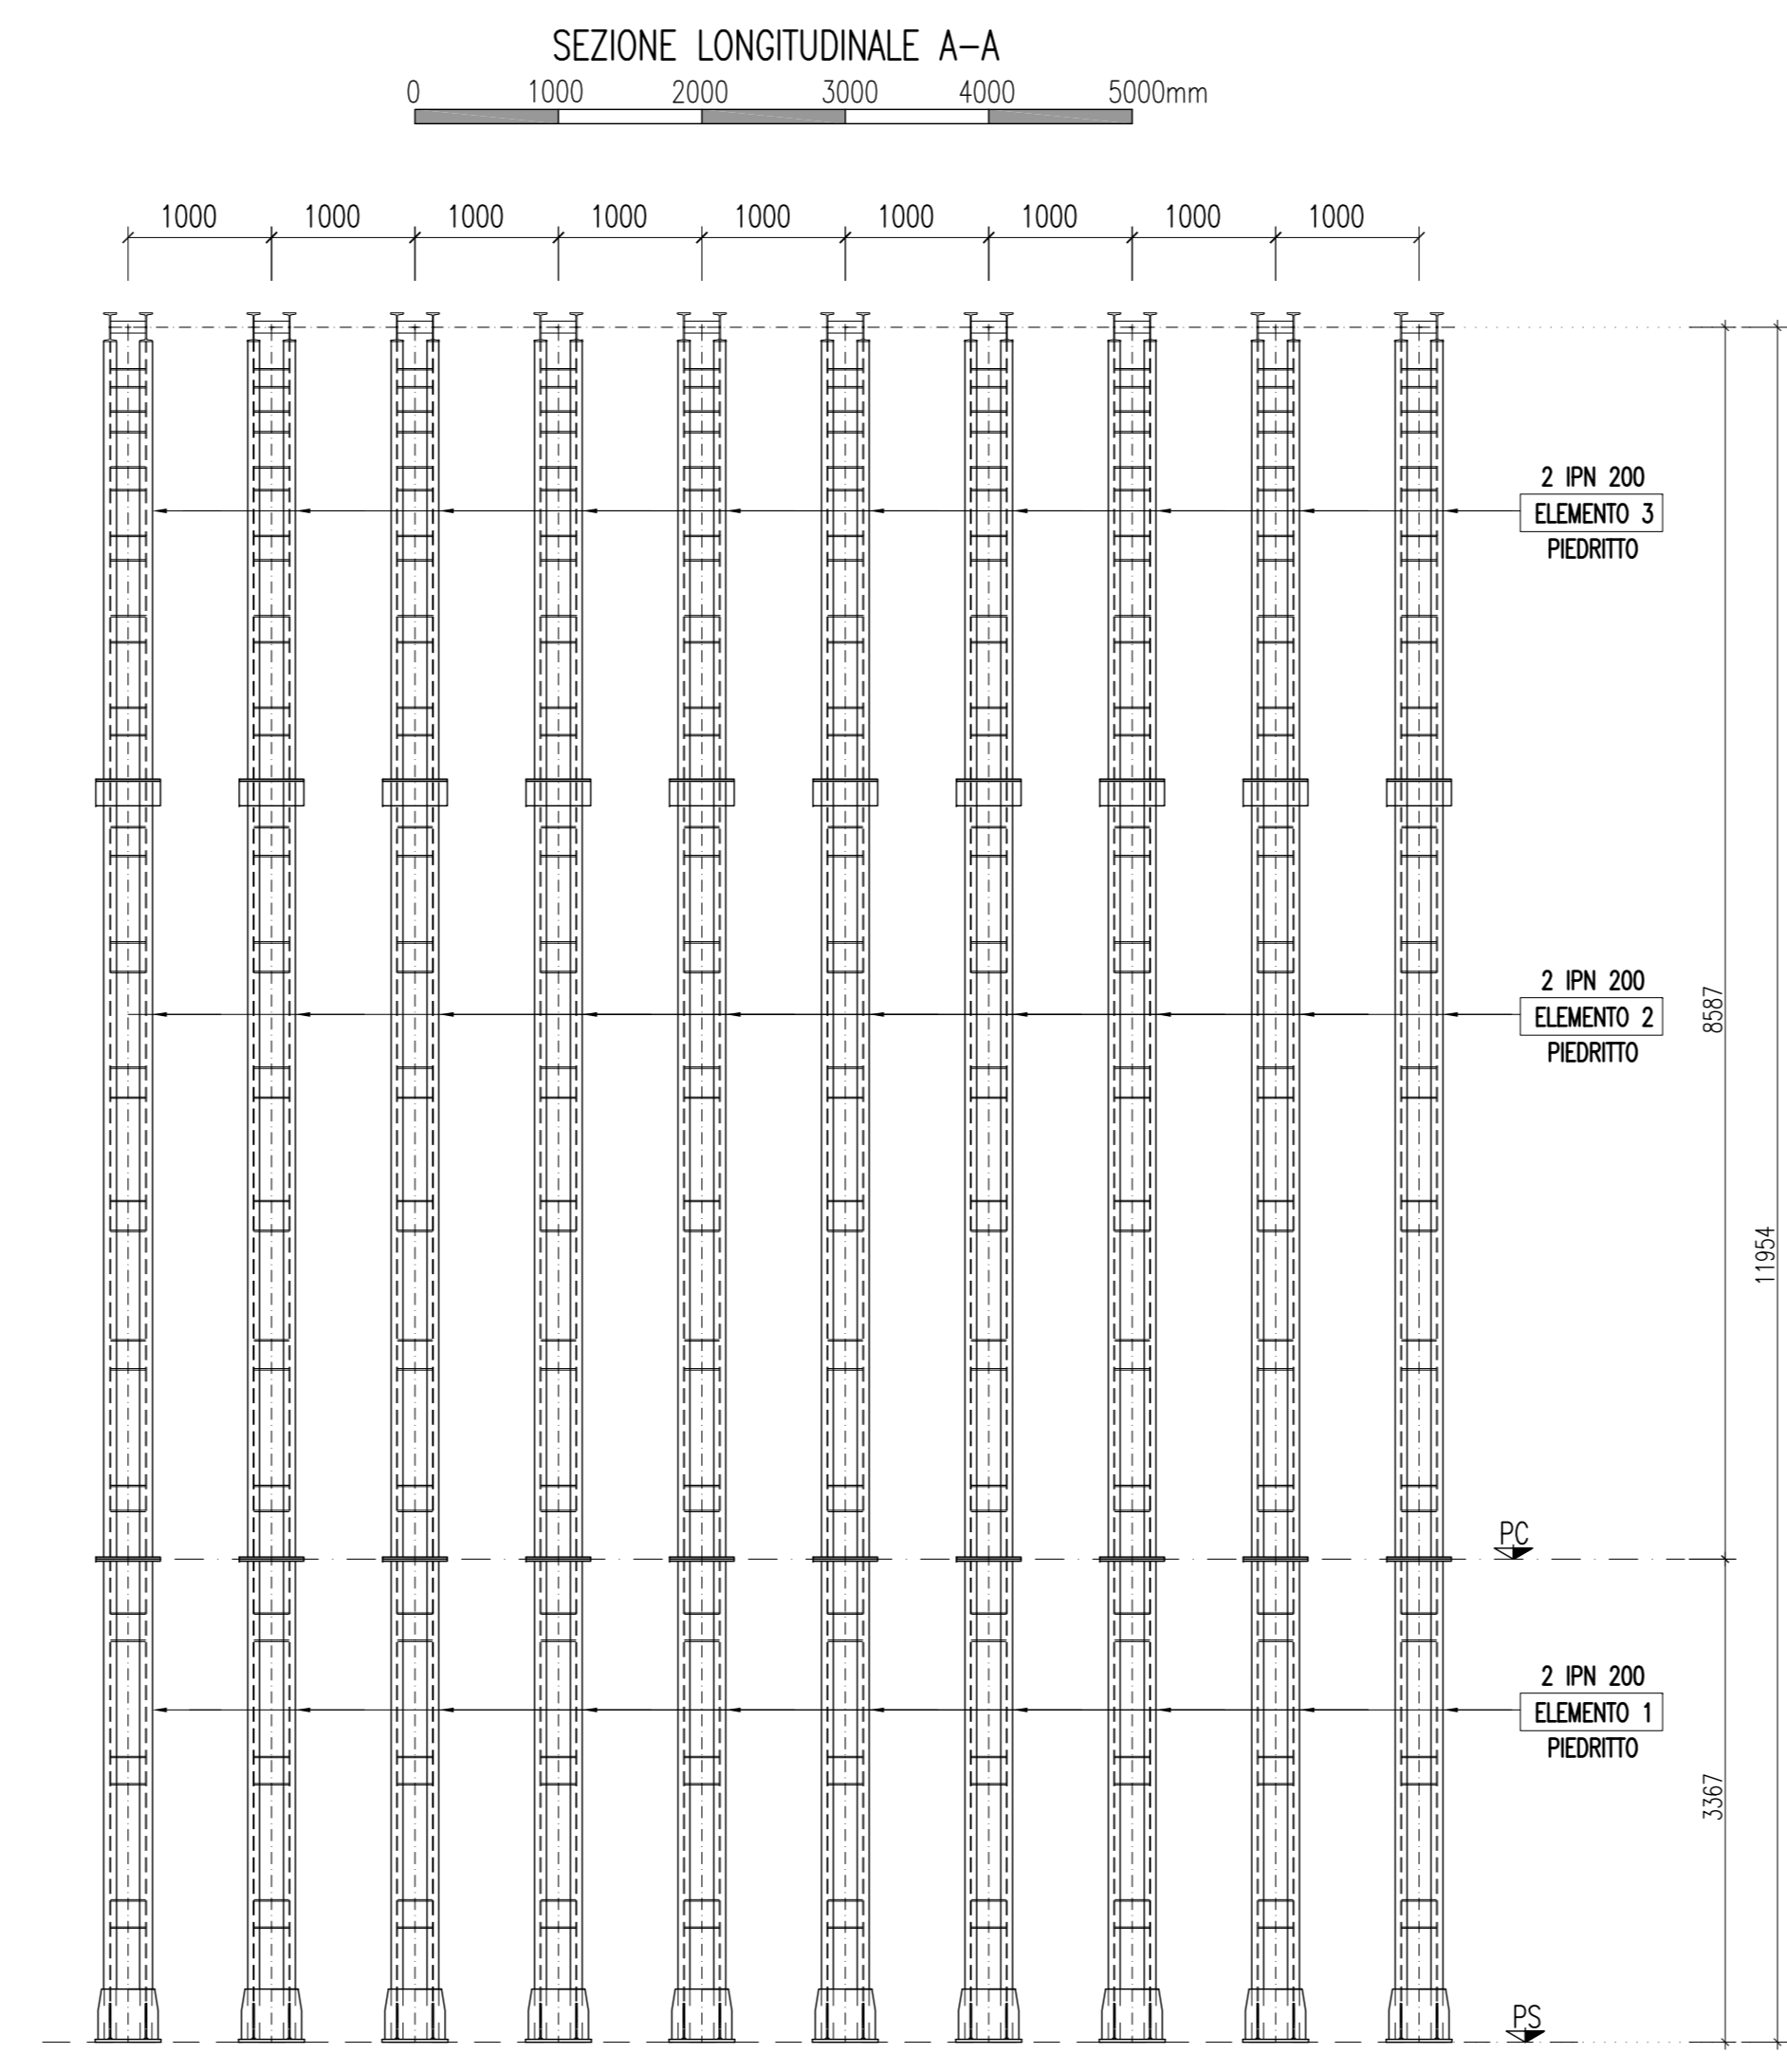 SEZIONE LONGITUDINALE A-A
0 1000 2000 3000 4000 5000mm
1000 1000 1000 1000 1000 1000 1000 1000 1000
2 IPN 200
ELEMENTO 3
PIEDRITTO
2 IPN 200
ELEMENTO 2
PIEDRITTO
8587
11954
PC
2 IPN 200
ELEMENTO 1
PIEDRITTO
3367
PS